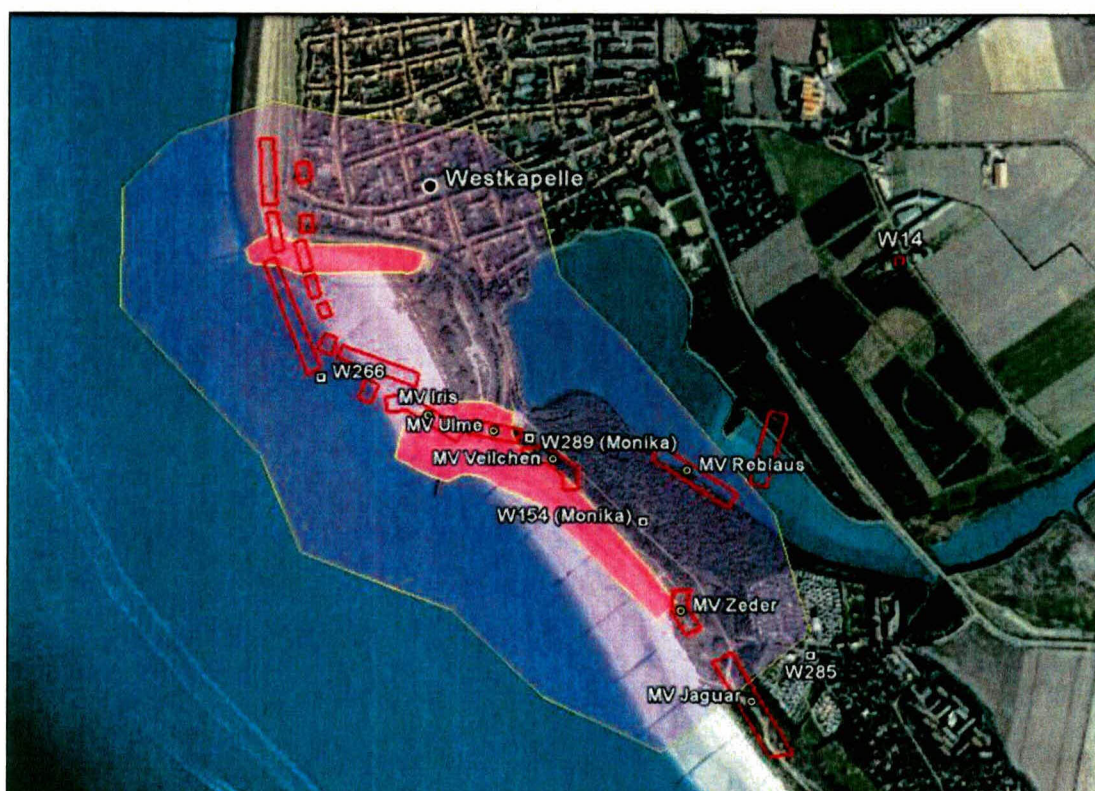 Westkapelle
W14
W266
MV Iris
MV Ulme
W289 (Monika)
MV Veilchen
MV Reblaus
W154 (Monika)
MV Zeder
W285
MV Jaguar